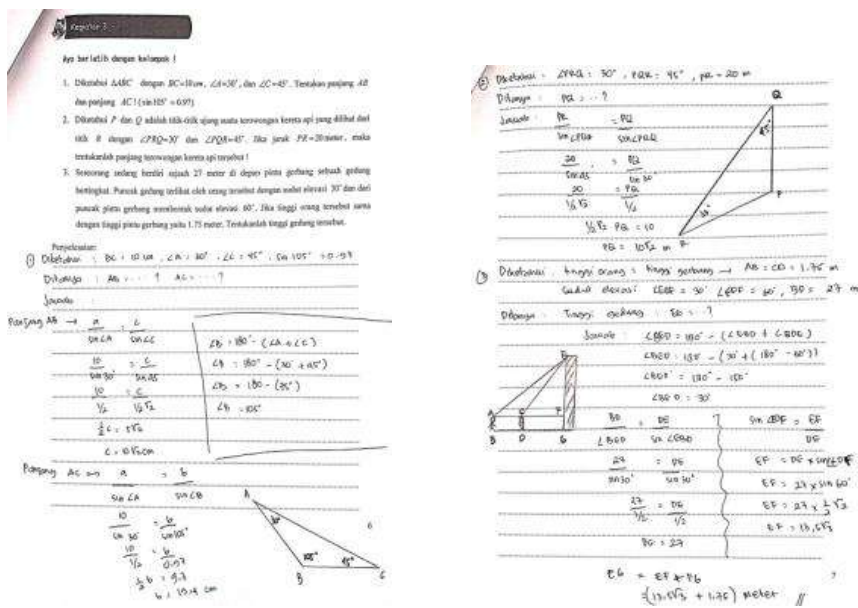 Kegiatan 3
Ayo berlatih dengan kelompok !
1. Diketahui ΔABC dengan BC=10 cm, ∠A=30°, dan ∠C=45°. Tentukan panjang AB
dan panjang AC ! (sin 105° = 0.97)
2. Diketahui P dan Q adalah titik-titik ujung suatu terowongan kereta api yang dilihat dari
titik R dengan ∠PRQ=30° dan ∠PQR=45°. Jika jarak PR=20 meter, maka
tentukanlah panjang terowongan kereta api tersebut !
3. Seseorang sedang berdiri sejauh 27 meter di depan pintu gerbang sebuah gedung
bertingkat. Puncak gedung terlihat oleh orang tersebut dengan sudut elevasi 30° dan dari
puncak pintu gerbang membentuk sudut elevasi 60°. Jika tinggi orang tersebut sama
dengan tinggi pintu gerbang yaitu 1.75 meter. Tentukanlah tinggi gedung tersebut.
Penyelesaian:
① Diketahui : BC = 10 cm , ∠A = 30° , ∠C = 45° , sin 105° = 0.97
Ditanya : AB = ... ? AC = ... ?
Jawab :
Panjang AB → a = c
sin ∠A sin ∠C
10 = c
sin 30° sin 45
10 = c
1/2 1/2√2
1/2 c = 5√2
c = 10√2 cm
∠B = 180° - (∠A + ∠C)
∠B = 180° - (30° + 45°)
∠B = 180 - (75°)
∠B = 105°
Panjang AC → a = b
sin ∠A sin ∠B
10 = b
sin 30° sin 105°
10 = b
1/2 0.97
1/2 b = 9.7
b = 19.4 cm
A
30°
105°
45°
B
C
② Diketahui : ∠PRQ = 30° , PQR = 45° , PR = 20 m
Ditanya : PQ = ... ?
Jawab : PR = PQ
sin ∠PQR sin ∠PRQ
20 = PQ
sin 45 sin 30°
20 = PQ
1/2√2 1/2
1/2√2 PQ = 10
PQ = 10√2 m
Q
45°
P
30°
R
③ Diketahui : tinggi orang = tinggi gerbang → AB = CD = 1.75 m
Sudut elevasi ∠EBF = 30° ∠EDF = 60°, BD = 27 m
Ditanya : Tinggi gedung : EG = ... ?
Jawab : ∠BED = 180° - (∠EBD + ∠BDE)
∠BED = 180 - (30° + (180° - 60°))
∠BED = 180° - 150°
∠BED = 30°
E
A
C
F
B
D
G
BD = DE
∠BED sin ∠EBD
27 = DE
sin 30° sin 30°
27 = DE
1/2 1/2
DE = 27
sin ∠EDF = EF
DE
EF = DE x sin ∠EDF
EF = 27 x sin 60°
EF = 27 x 1/2 √3
EF = 13,5√3
EG = EF + FG
= (13.5√3 + 1.75) meter //